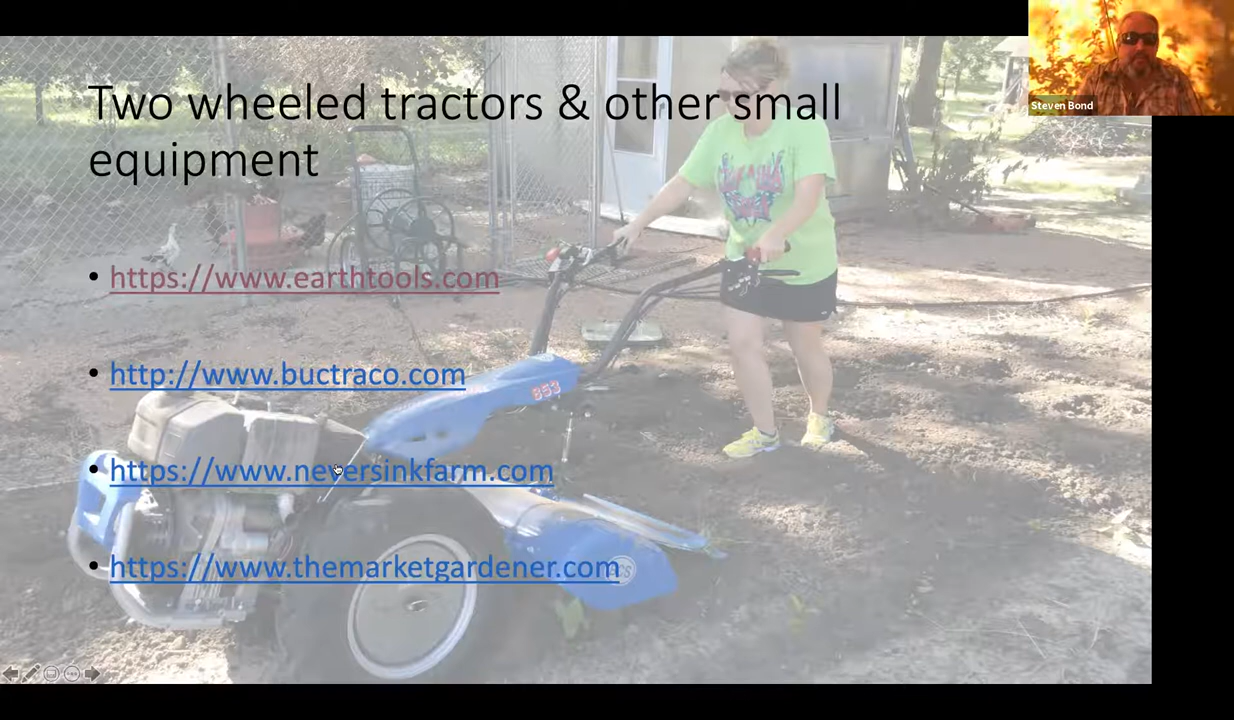 Two wheeled tractors & other small
equipment
• https://www.earthtools.com
• http://www.buctraco.com
• https://www.neversinkfarm.com
• https://www.themarketgardener.com
Steven Bond
853